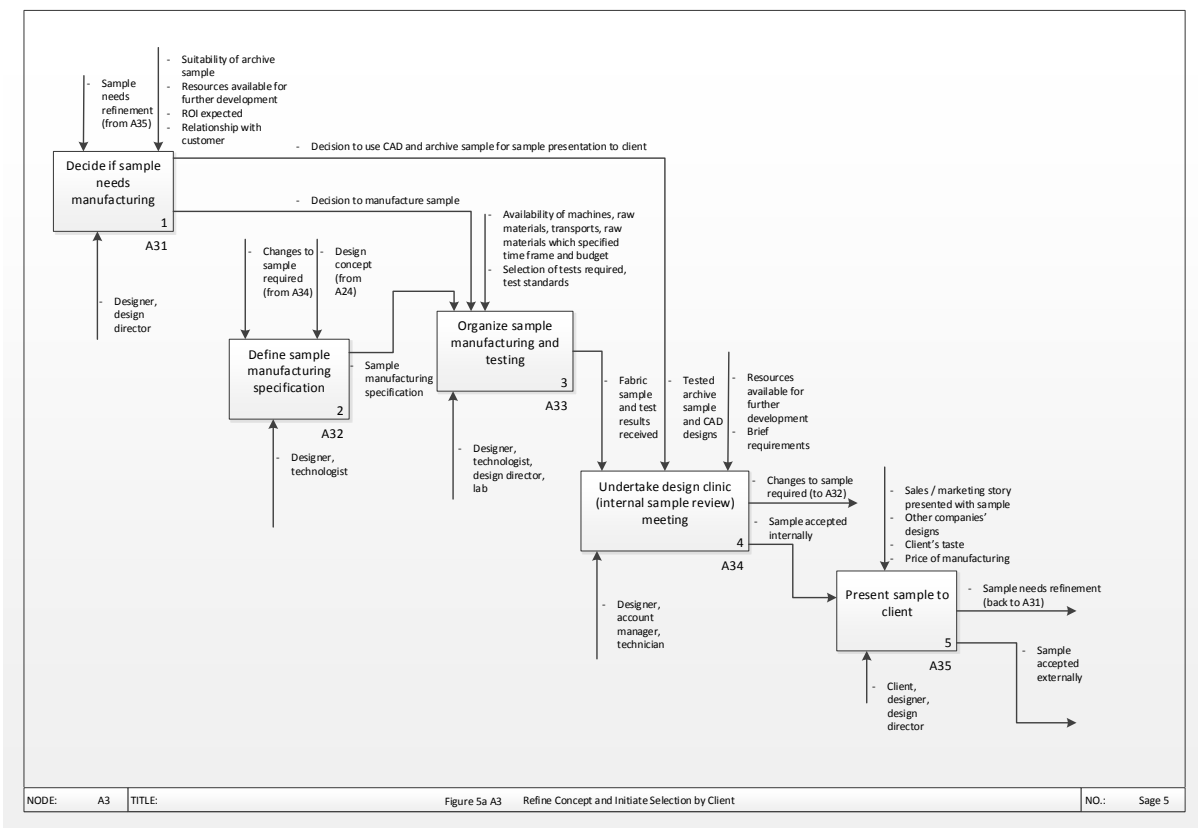 - Suitability of archive
sample
- Resources available for
further development
- ROI expected
- Relationship with
customer
- Sample
needs
refinement
(from A35)
Decide if sample
needs
manufacturing
1
A31
- Designer,
design
director
- Decision to use CAD and archive sample for sample presentation to client
- Decision to manufacture sample
- Changes to
sample
required
(from A34)
- Design
concept
(from
A24)
Define sample
manufacturing
specification
2
A32
- Designer,
technologist
- Sample
manufacturing
specification
- Availability of machines, raw
materials, transports, raw
materials which specified
time frame and budget
- Selection of tests required,
test standards
Organize sample
manufacturing and
testing
3
A33
- Designer,
technologist,
design director,
lab
- Fabric
sample
and test
results
received
- Tested
archive
sample
and CAD
designs
- Resources
available for
further
development
- Brief
requirements
Undertake design clinic
(internal sample review)
meeting
4
A34
- Designer,
account
manager,
technician
- Changes to sample
required (to A32)
- Sample accepted
internally
- Sales / marketing story
presented with sample
- Other companies’
designs
- Client’s taste
- Price of manufacturing
Present sample to
client
5
A35
- Client,
designer,
design
director
- Sample needs refinement
(back to A31)
- Sample
accepted
externally
NODE: A3 TITLE: Figure 5a A3 Refine Concept and Initiate Selection by Client NO.: Sage 5